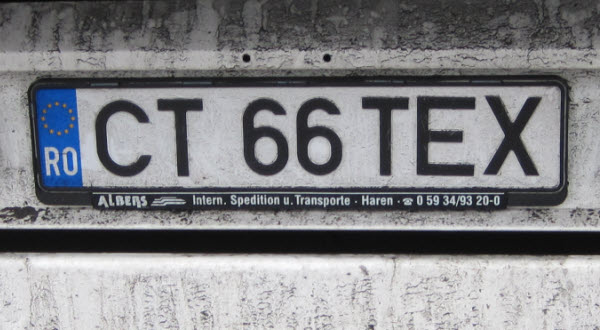 RO CT 66 TEX
ALBERS Intern. Spedition u. Transporte · Haren · ☎ 0 59 34/93 20-0